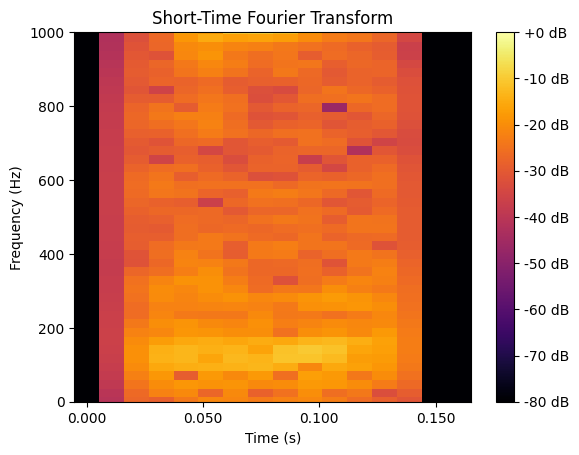 Short-Time Fourier Transform
1000
800
600
400
200
0
Frequency (Hz)
0.000
0.050
0.100
0.150
Time (s)
+0 dB
-10 dB
-20 dB
-30 dB
-40 dB
-50 dB
-60 dB
-70 dB
-80 dB